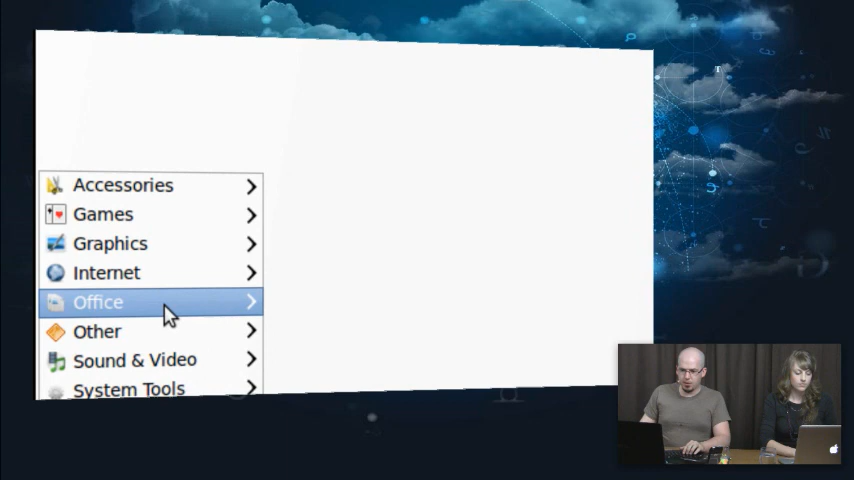 Accessories
Games
Graphics
Internet
Office
Other
Sound & Video
System Tools